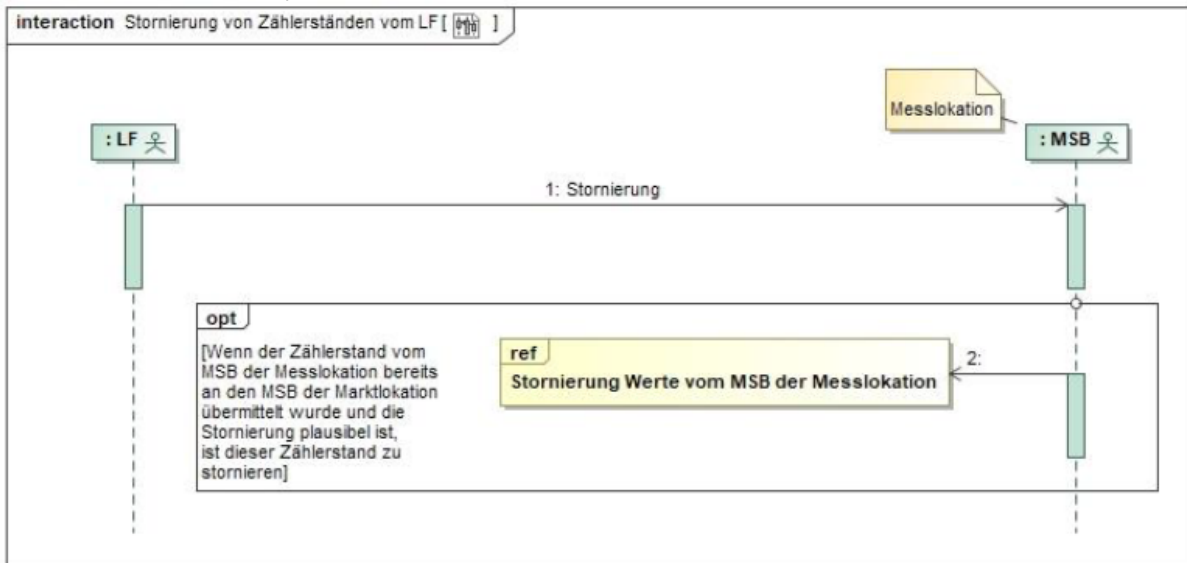 interaction Stornierung von Zählerständen vom LF [ ]
Messlokation
: LF
: MSB
1: Stornierung
opt
[Wenn der Zählerstand vom
MSB der Messlokation bereits
an den MSB der Marktlokation
übermittelt wurde und die
Stornierung plausibel ist,
ist dieser Zählerstand zu
stornieren]
ref
Stornierung Werte vom MSB der Messlokation
2: